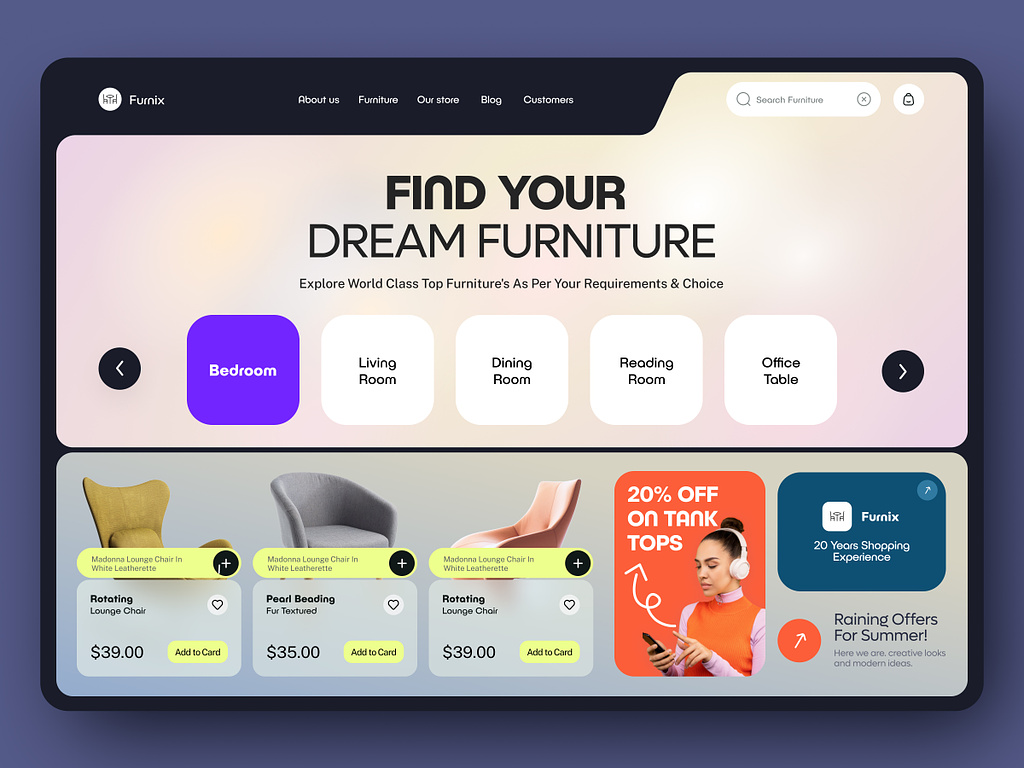 Furnix
About us
Furniture
Our store
Blog
Customers
Search Furniture
FIND YOUR
DREAM FURNITURE
Explore World Class Top Furniture's As Per Your Requirements & Choice
Bedroom
Living
Room
Dining
Room
Reading
Room
Office
Table
Madonna Lounge Chair In
White Leatherette
Rotating
Lounge Chair
$39.00
Add to Card
Madonna Lounge Chair In
White Leatherette
Pearl Beading
Fur Textured
$35.00
Add to Card
Madonna Lounge Chair In
White Leatherette
Rotating
Lounge Chair
$39.00
Add to Card
20% OFF
ON TANK
TOPS
Furnix
20 Years Shopping
Experience
Raining Offers
For Summer!
Here we are. creative looks
and modern ideas.